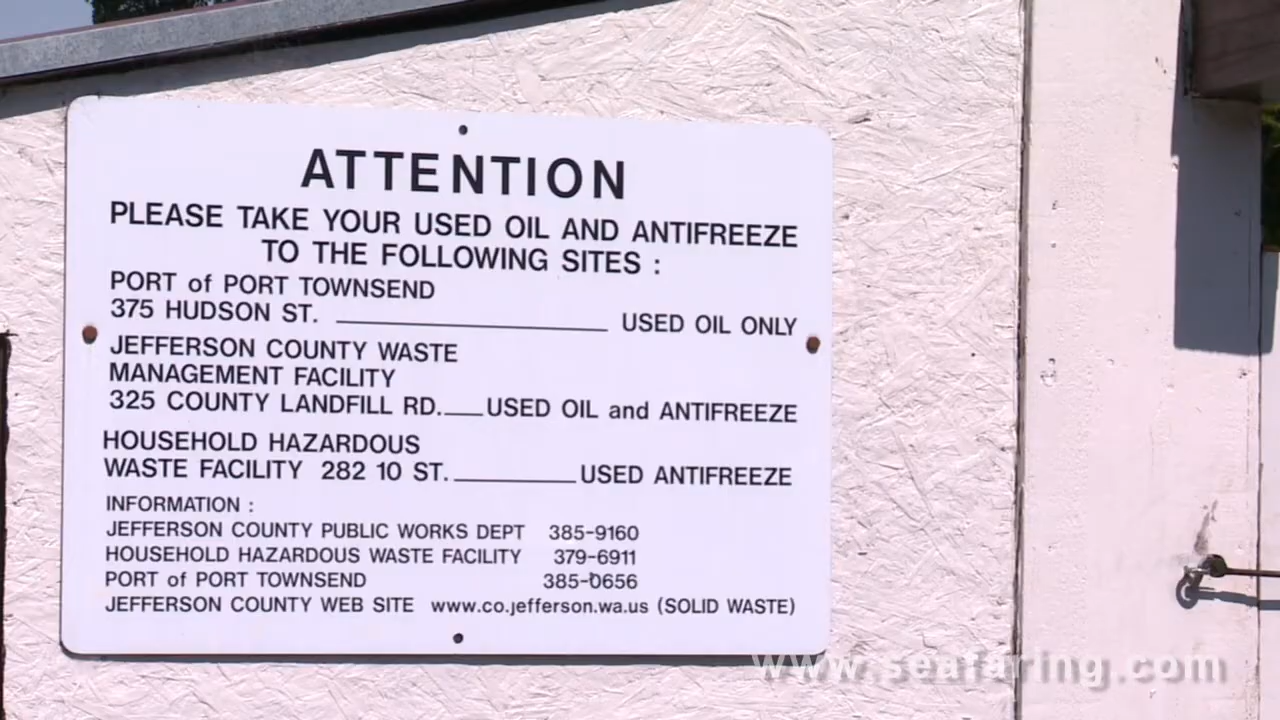 ATTENTION
PLEASE TAKE YOUR USED OIL AND ANTIFREEZE
TO THE FOLLOWING SITES :
PORT of PORT TOWNSEND
375 HUDSON ST. ____________________ USED OIL ONLY
JEFFERSON COUNTY WASTE
MANAGEMENT FACILITY
325 COUNTY LANDFILL RD.___USED OIL and ANTIFREEZE
HOUSEHOLD HAZARDOUS
WASTE FACILITY 282 10 ST._________USED ANTIFREEZE
INFORMATION :
JEFFERSON COUNTY PUBLIC WORKS DEPT 385-9160
HOUSEHOLD HAZARDOUS WASTE FACILITY 379-6911
PORT of PORT TOWNSEND 385-0656
JEFFERSON COUNTY WEB SITE www.co.jefferson.wa.us (SOLID WASTE)
www.seafaring.com